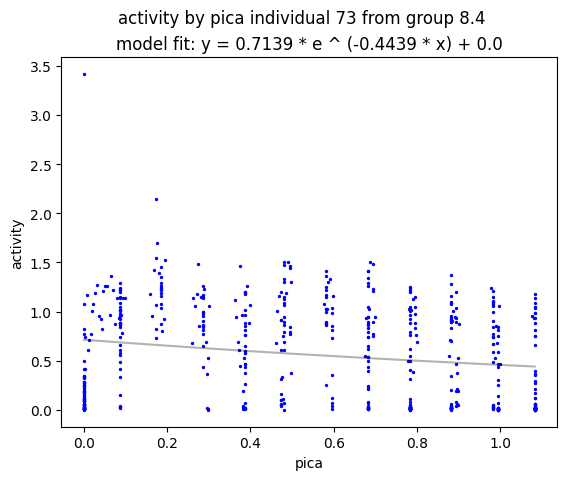 activity by pica individual 73 from group 8.4
model fit: y = 0.7139 * e ^ (-0.4439 * x) + 0.0
3.5
3.0
2.5
2.0
1.5
1.0
0.5
0.0
activity
0.0 0.2 0.4 0.6 0.8 1.0
pica